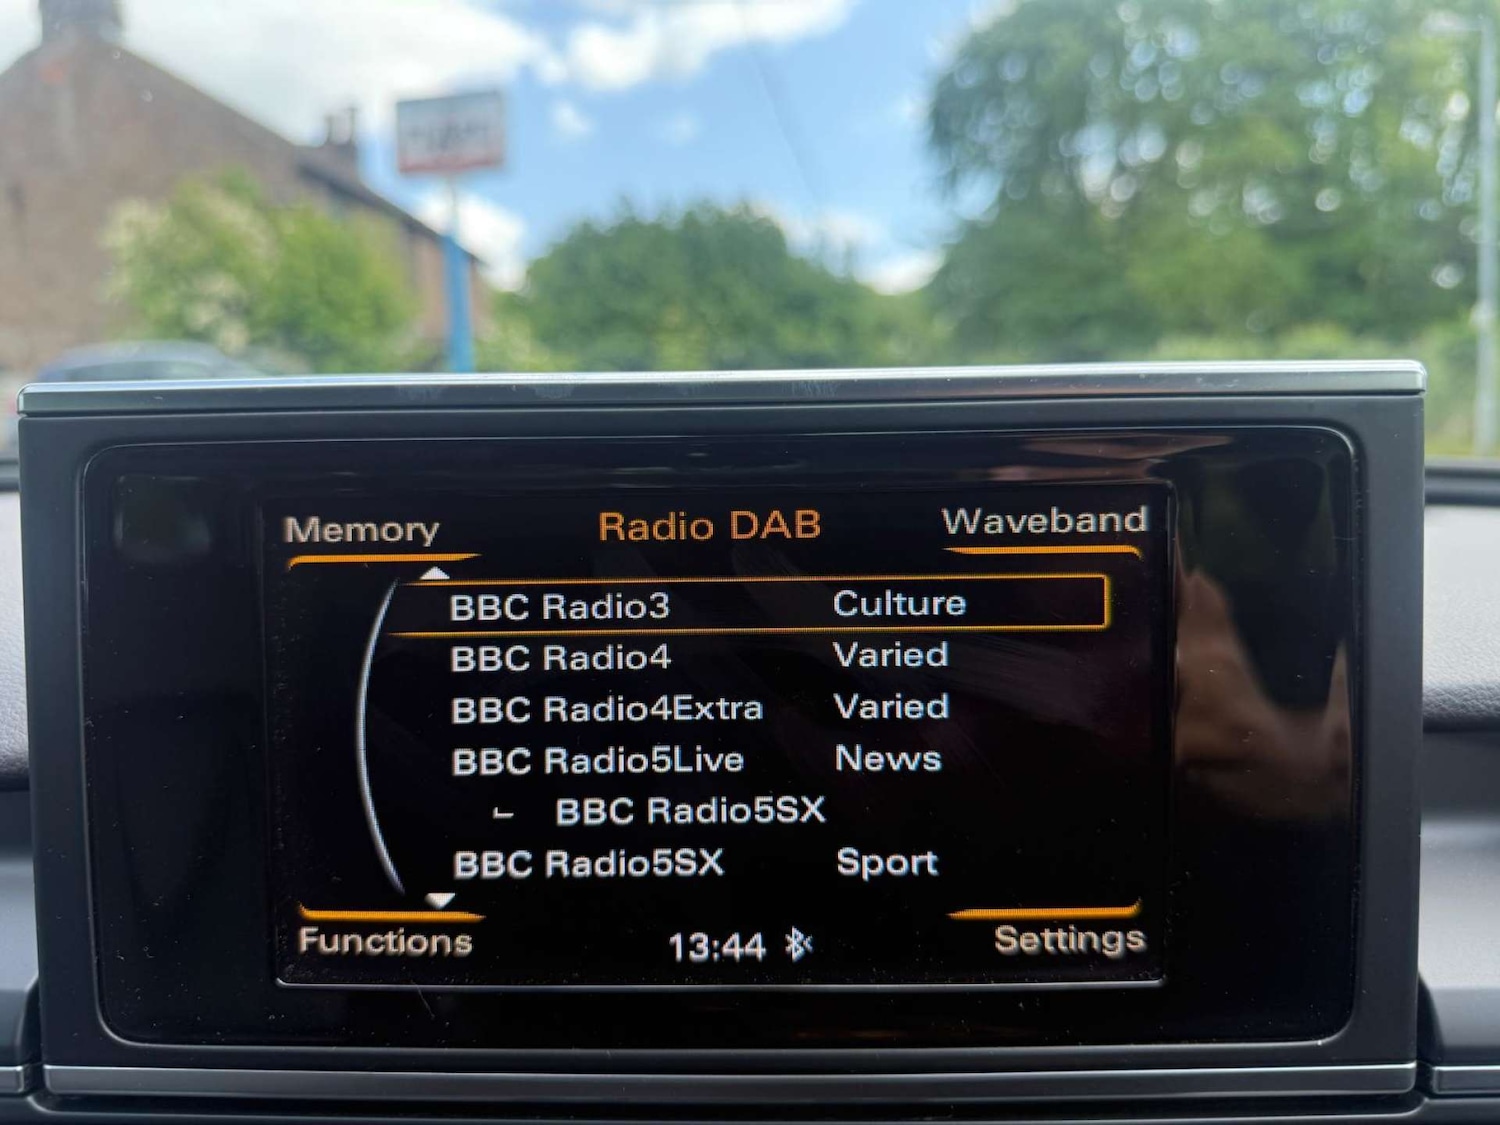 Memory Radio DAB Waveband
BBC Radio3 Culture
BBC Radio4 Varied
BBC Radio4Extra Varied
BBC Radio5Live News
BBC Radio5SX
BBC Radio5SX Sport
Functions 13:44 Settings